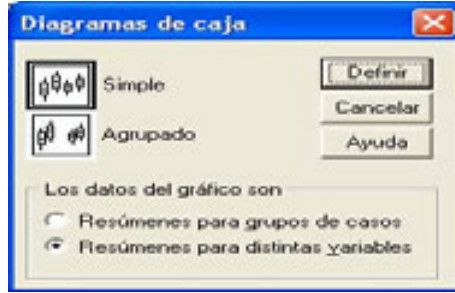 Diagramas de caja
Simple
Agrupado
Definir
Cancelar
Ayuda
Los datos del gráfico son
Resúmenes para grupos de casos
Resúmenes para distintas variables